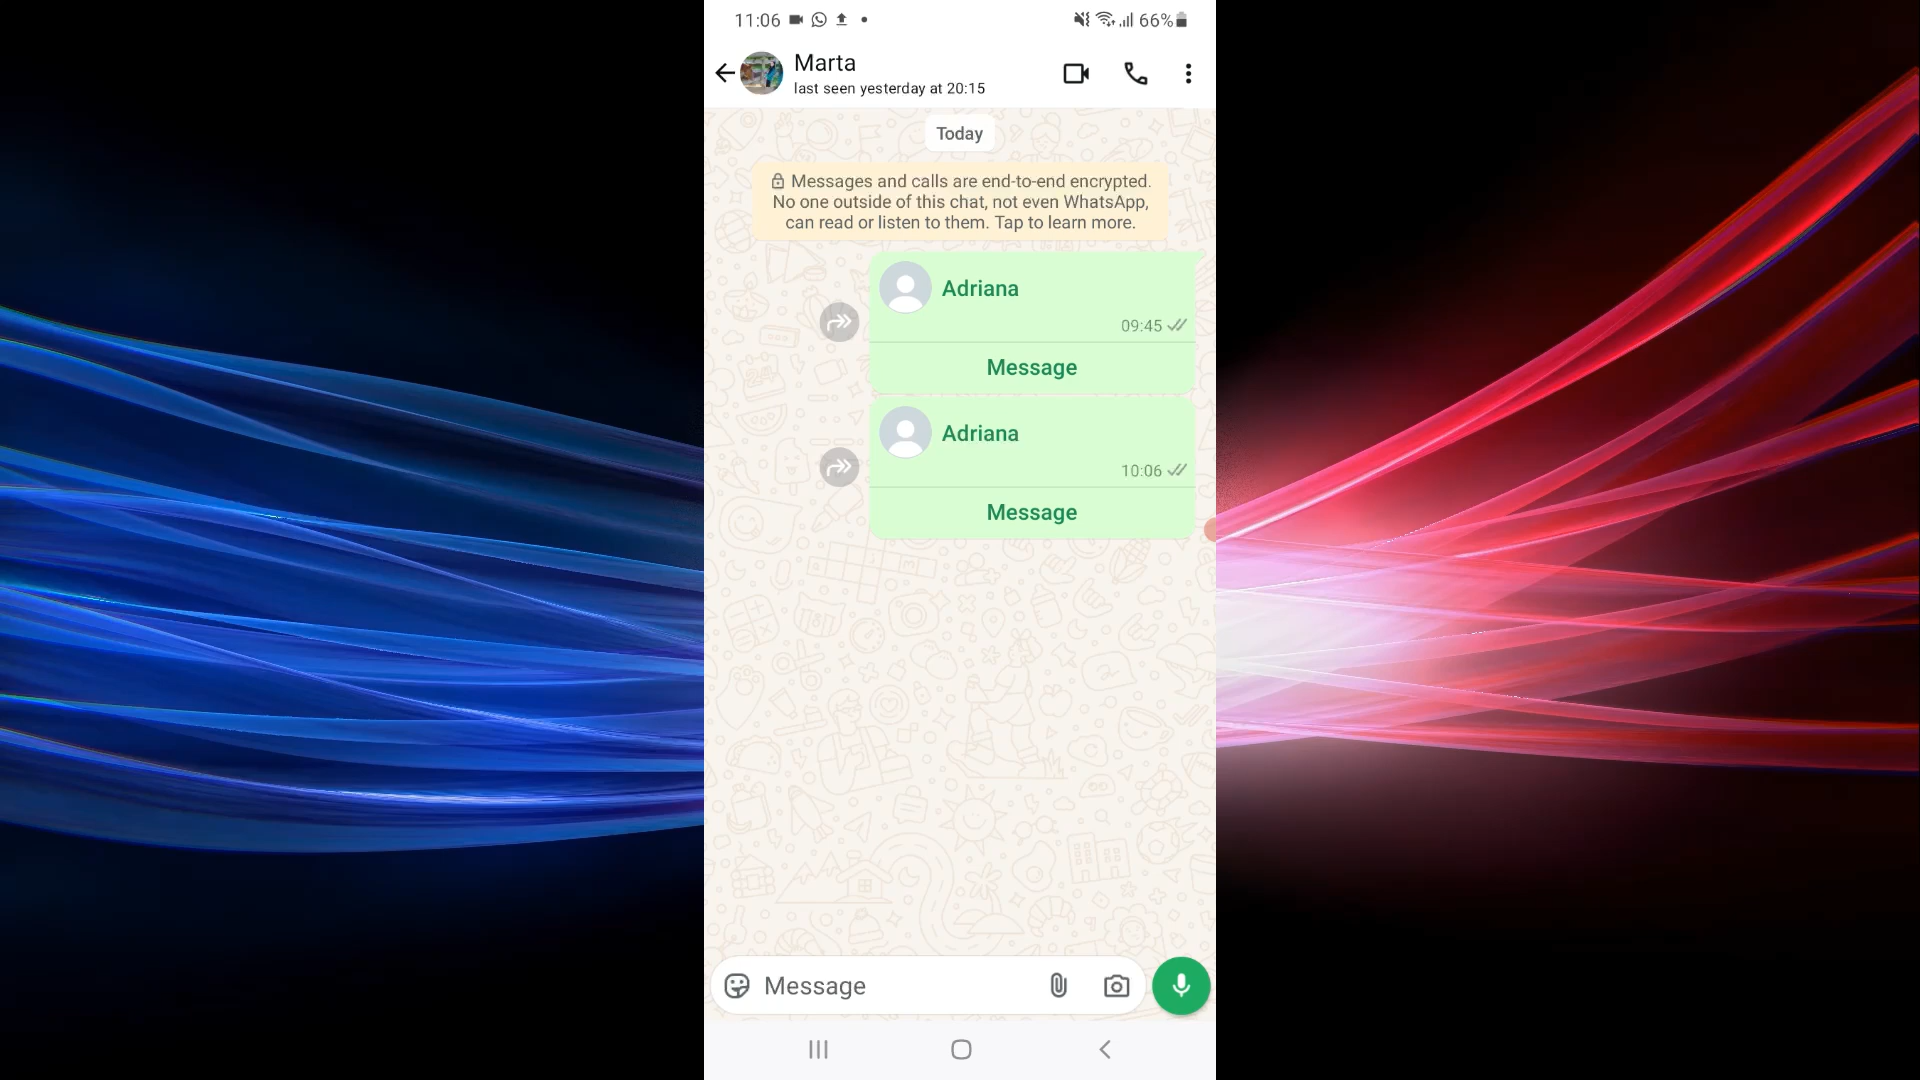 11:06
66%
Marta
last seen yesterday at 20:15
Today
Messages and calls are end-to-end encrypted.
No one outside of this chat, not even WhatsApp,
can read or listen to them. Tap to learn more.
Adriana
09:45
Message
Adriana
10:06
Message
Message